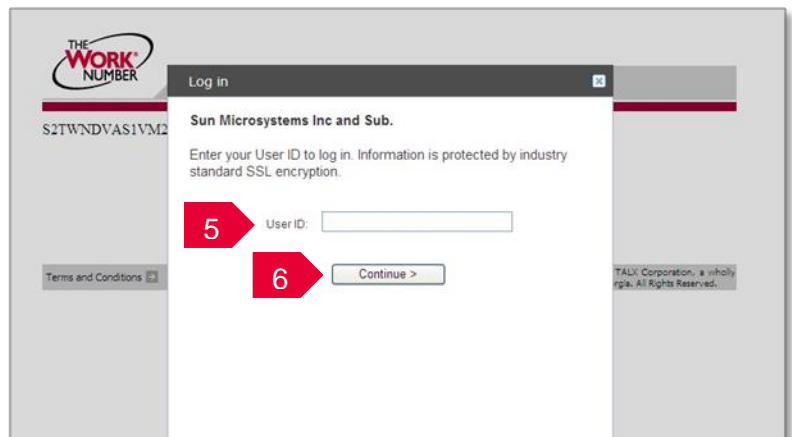 THE
WORK®
NUMBER
Log in
S2TWNDVAS1VM2
Sun Microsystems Inc and Sub.
Enter your User ID to log in. Information is protected by industry
standard SSL encryption.
5
User ID:
6
Continue >
Terms and Conditions
TALX Corporation, a wholly
rgia. All Rights Reserved.